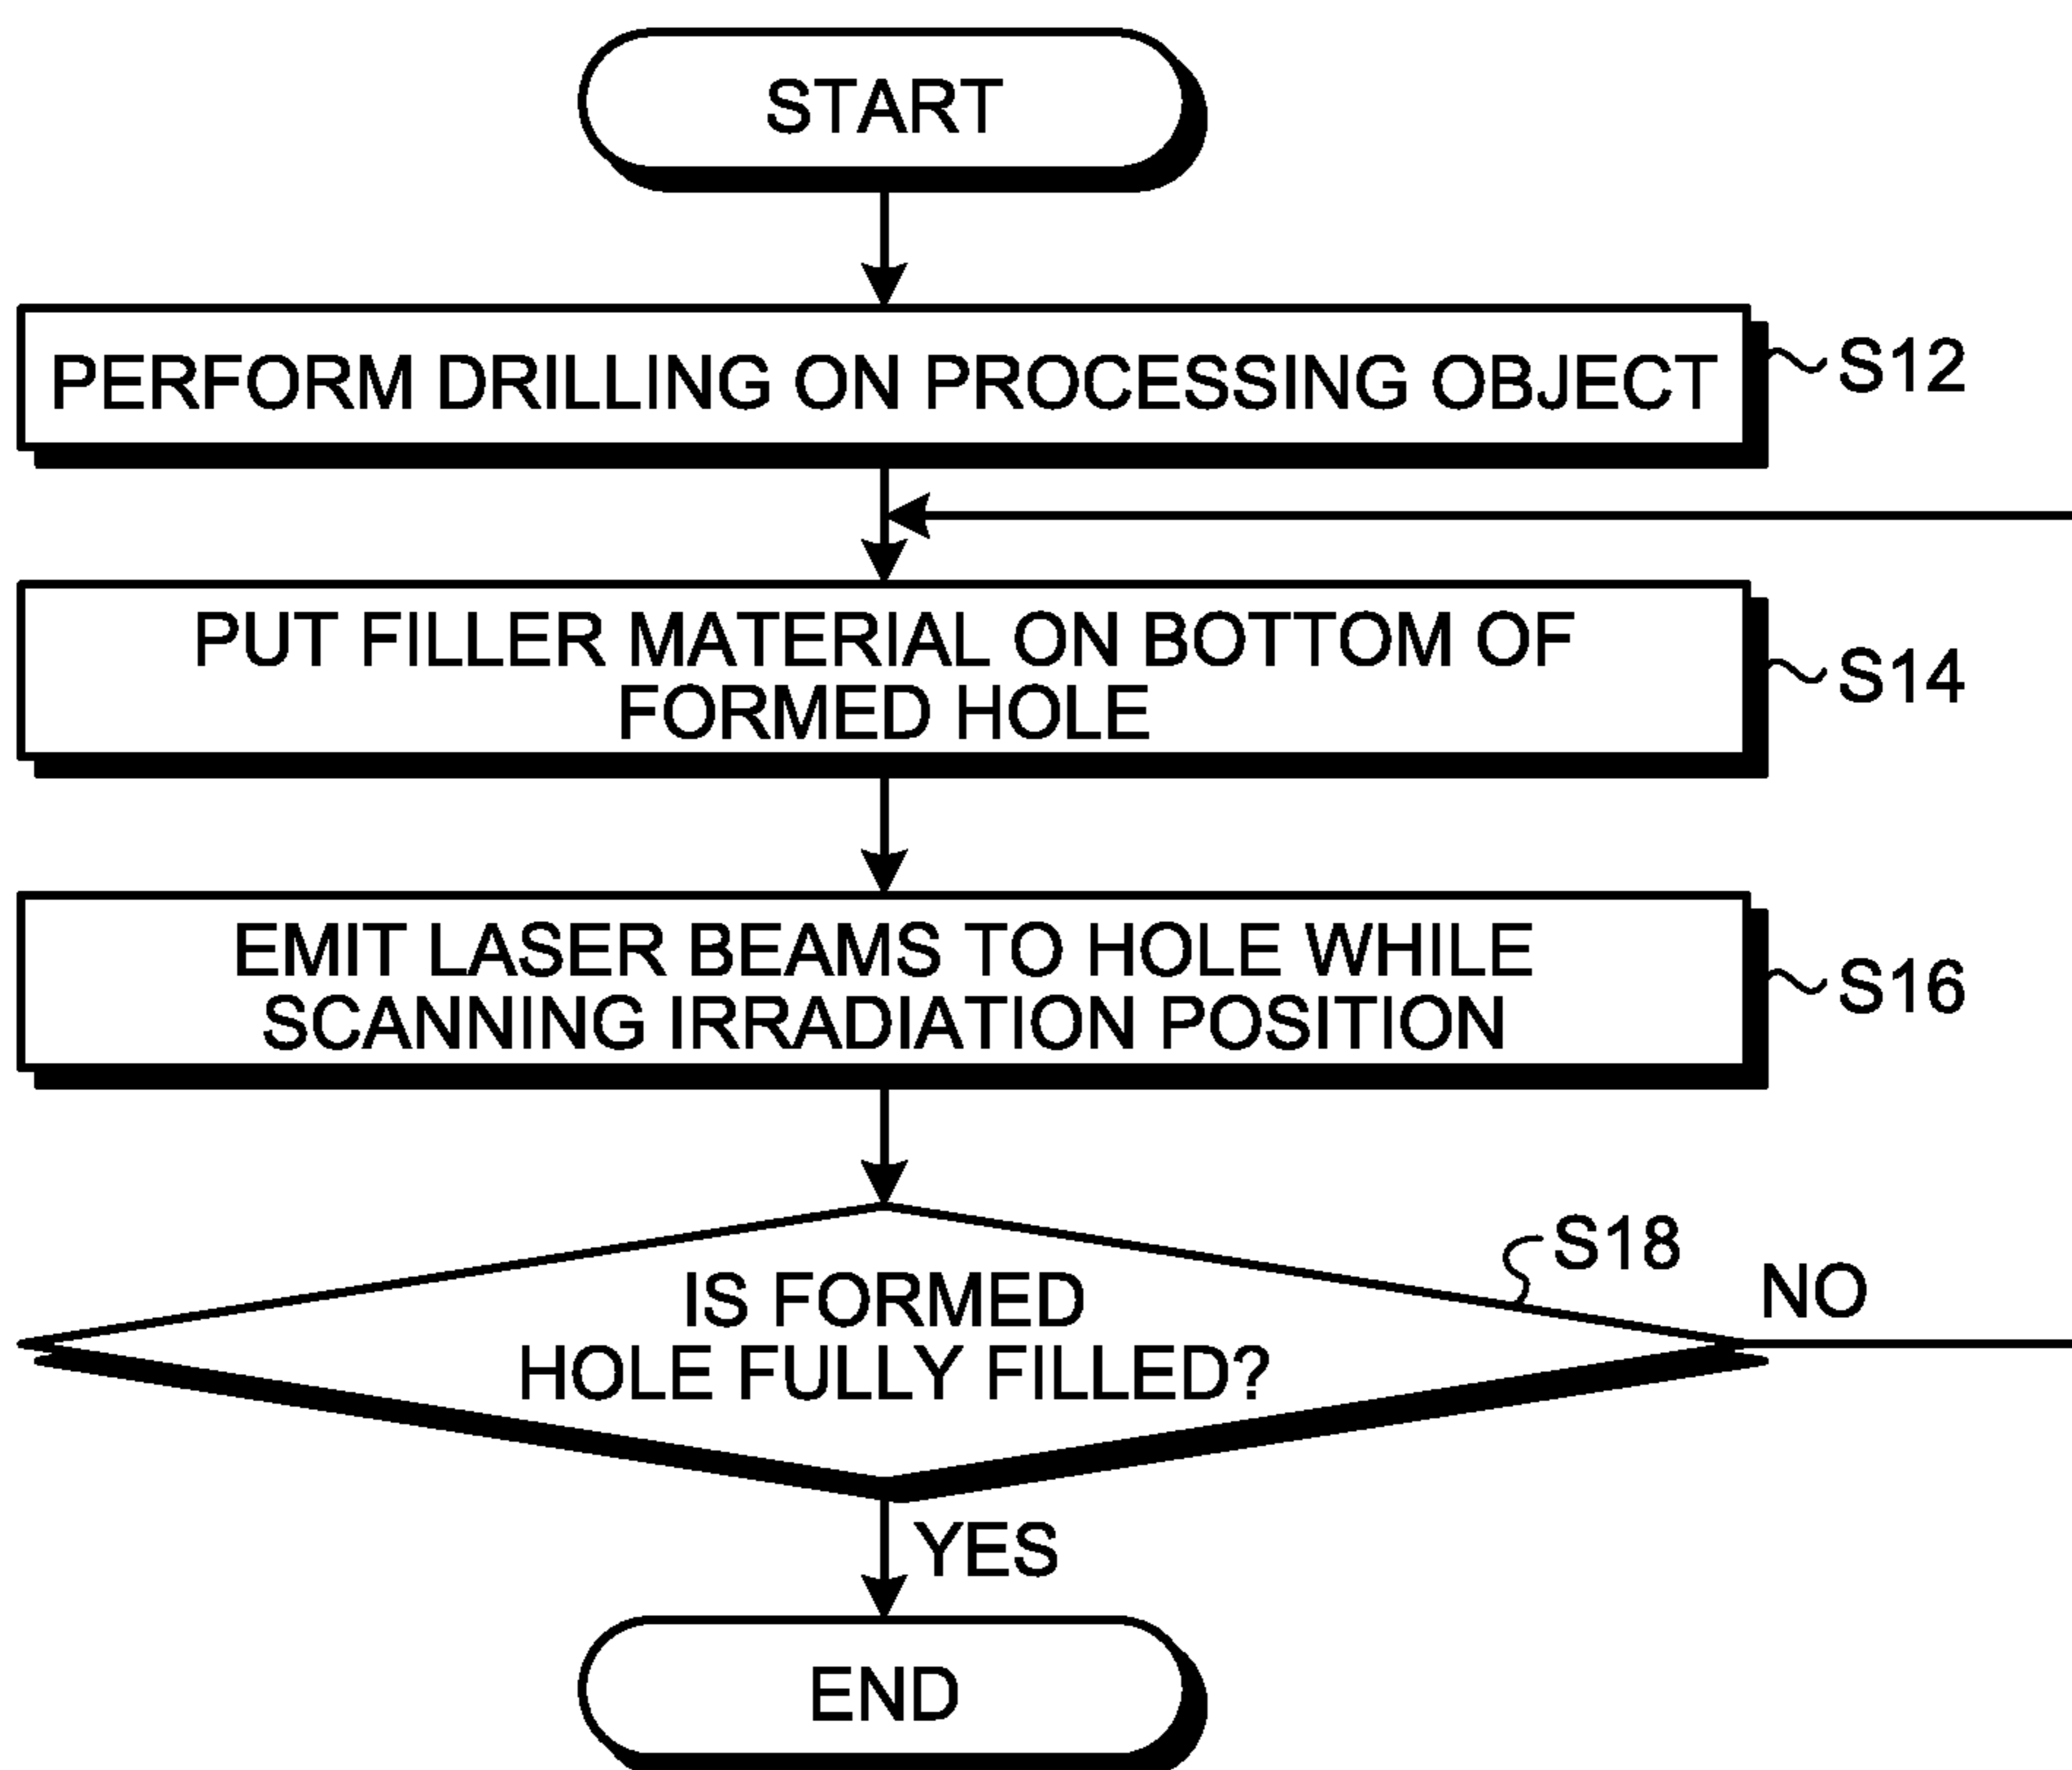 START
PERFORM DRILLING ON PROCESSING OBJECT
S12
PUT FILLER MATERIAL ON BOTTOM OF
FORMED HOLE
S14
EMIT LASER BEAMS TO HOLE WHILE
SCANNING IRRADIATION POSITION
S16
S18
IS FORMED
HOLE FULLY FILLED?
NO
YES
END